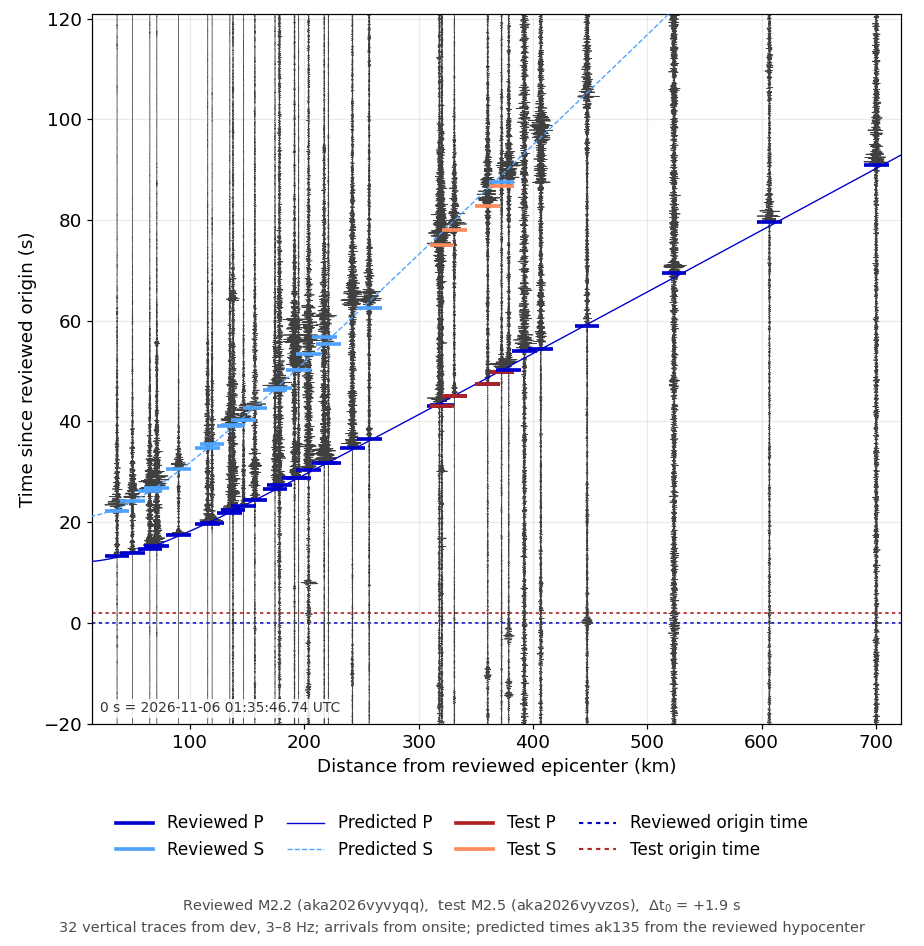 120
100
80
60
40
20
0
−20
Time since reviewed origin (s)
0 s = 2026-11-06 01:35:46.74 UTC
100 200 300 400 500 600 700
Distance from reviewed epicenter (km)
Reviewed P Predicted P Test P Reviewed origin time
Reviewed S Predicted S Test S Test origin time
Reviewed M2.2 (aka2026vyvyqq), test M2.5 (aka2026vyvzos), Δt₀ = +1.9 s
32 vertical traces from dev, 3–8 Hz; arrivals from onsite; predicted times ak135 from the reviewed hypocenter